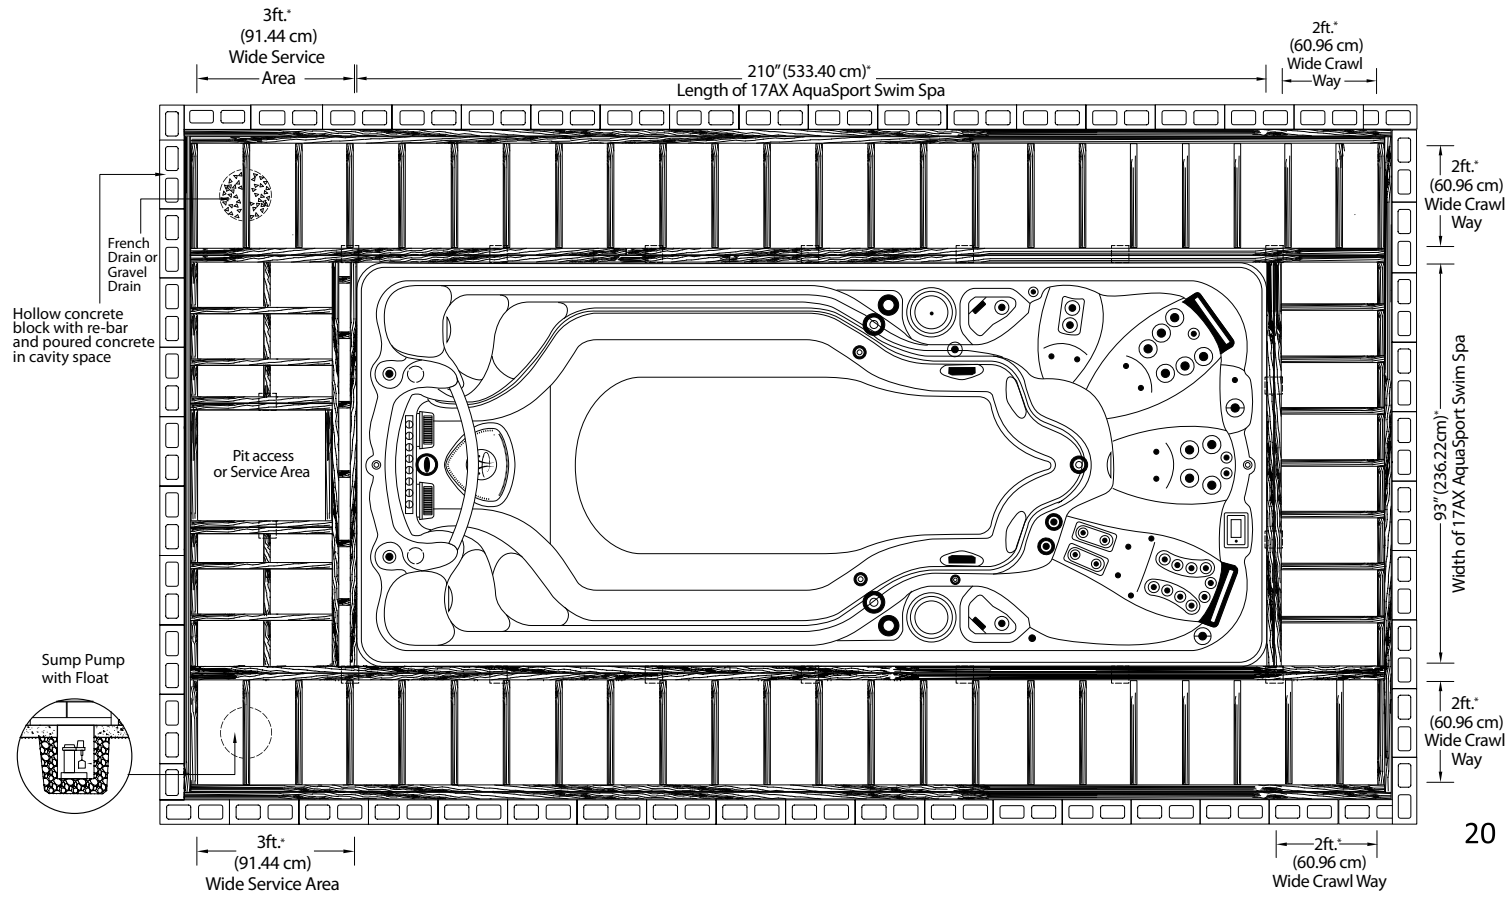 3ft.*
(91.44 cm)
Wide Service
Area
210” (533.40 cm)*
Length of 17AX AquaSport Swim Spa
2ft.*
(60.96 cm)
Wide Crawl
Way
2ft.*
(60.96 cm)
Wide Crawl
Way
French
Drain or
Gravel
Drain
Hollow concrete
block with re-bar
and poured concrete
in cavity space
Pit access
or Service Area
93” (236.22cm)*
Width of 17AX AquaSport Swim Spa
Sump Pump
with Float
2ft.*
(60.96 cm)
Wide Crawl
Way
3ft.*
(91.44 cm)
Wide Service Area
2ft.*
(60.96 cm)
Wide Crawl Way
20